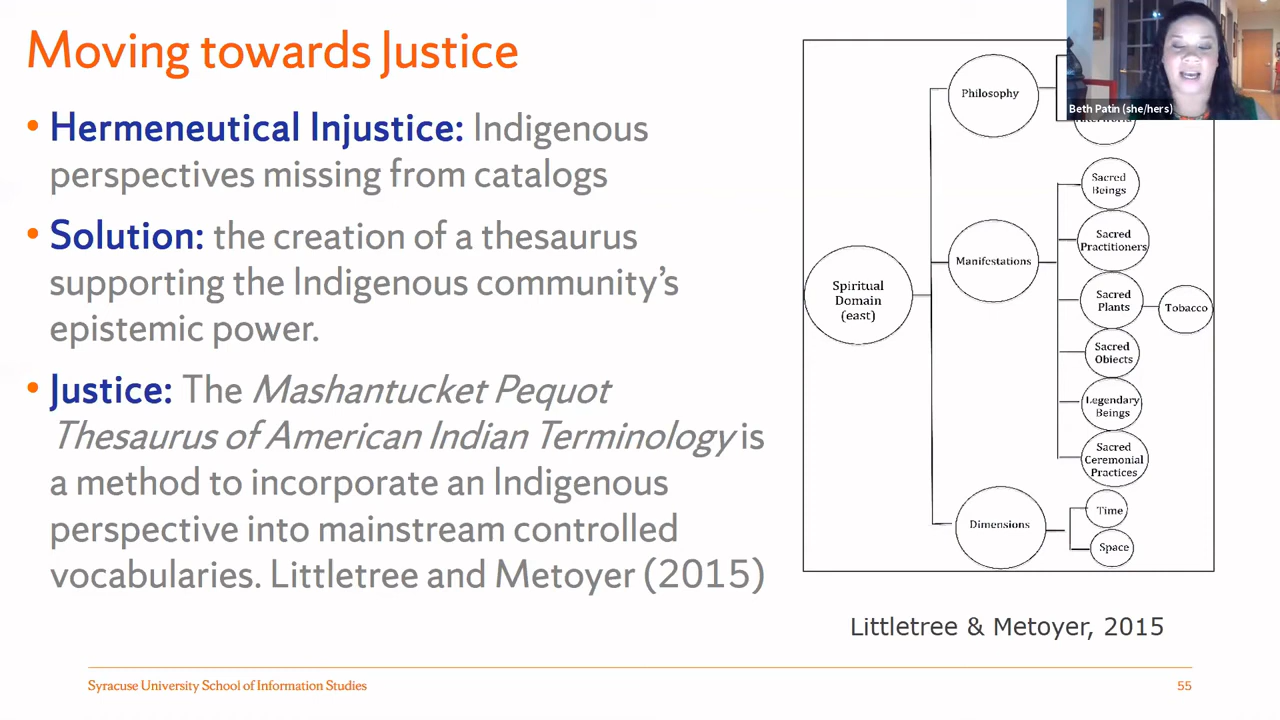 Moving towards Justice
• Hermeneutical Injustice: Indigenous
perspectives missing from catalogs
• Solution: the creation of a thesaurus
supporting the Indigenous community's
epistemic power.
• Justice: The Mashantucket Pequot
Thesaurus of American Indian Terminology is
a method to incorporate an Indigenous
perspective into mainstream controlled
vocabularies. Littletree and Metoyer (2015)
Beth Patin (she/hers)
Spiritual
Domain
(east)
Philosophy
Manifestations
Sacred
Beings
Sacred
Practitioners
Sacred
Plants
Tobacco
Sacred
Objects
Legendary
Beings
Sacred
Ceremonial
Practices
Dimensions
Time
Space
Littletree & Metoyer, 2015
Syracuse University School of Information Studies
55